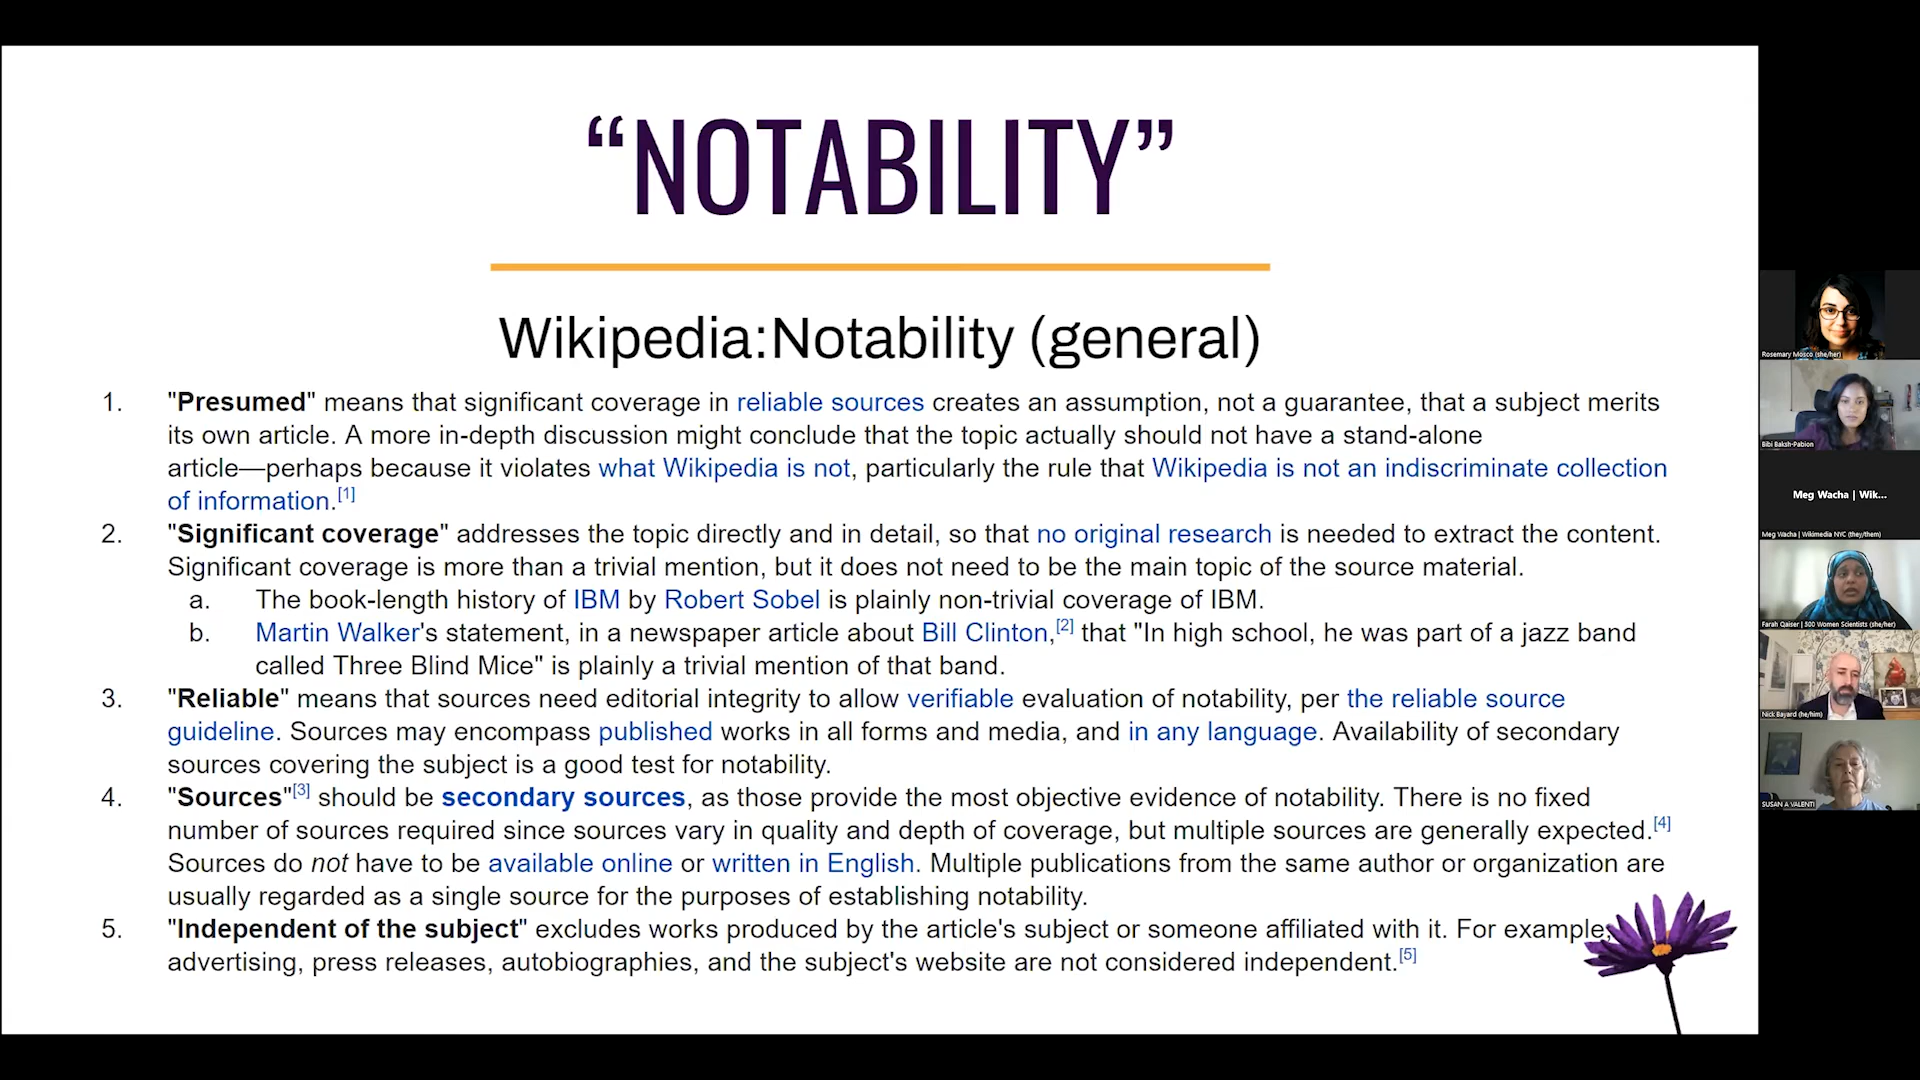 “NOTABILITY”
Wikipedia:Notability (general)
1. "Presumed" means that significant coverage in reliable sources creates an assumption, not a guarantee, that a subject merits
its own article. A more in-depth discussion might conclude that the topic actually should not have a stand-alone
article—perhaps because it violates what Wikipedia is not, particularly the rule that Wikipedia is not an indiscriminate collection
of information.[1]
2. "Significant coverage" addresses the topic directly and in detail, so that no original research is needed to extract the content.
Significant coverage is more than a trivial mention, but it does not need to be the main topic of the source material.
a. The book-length history of IBM by Robert Sobel is plainly non-trivial coverage of IBM.
b. Martin Walker's statement, in a newspaper article about Bill Clinton,[2] that "In high school, he was part of a jazz band
called Three Blind Mice" is plainly a trivial mention of that band.
3. "Reliable" means that sources need editorial integrity to allow verifiable evaluation of notability, per the reliable source
guideline. Sources may encompass published works in all forms and media, and in any language. Availability of secondary
sources covering the subject is a good test for notability.
4. "Sources"[3] should be secondary sources, as those provide the most objective evidence of notability. There is no fixed
number of sources required since sources vary in quality and depth of coverage, but multiple sources are generally expected.[4]
Sources do not have to be available online or written in English. Multiple publications from the same author or organization are
usually regarded as a single source for the purposes of establishing notability.
5. "Independent of the subject" excludes works produced by the article's subject or someone affiliated with it. For example,
advertising, press releases, autobiographies, and the subject's website are not considered independent.[5]
Rosemary Mosco (she/her)
Bibi Baksh-Pabion
Meg Wacha | Wik...
Meg Wacha | Wikimedia NYC (they/them)
Farah Qaiser | 500 Women Scientists (she/her)
Nick Bayard (he/him)
SUSAN A VALENTI